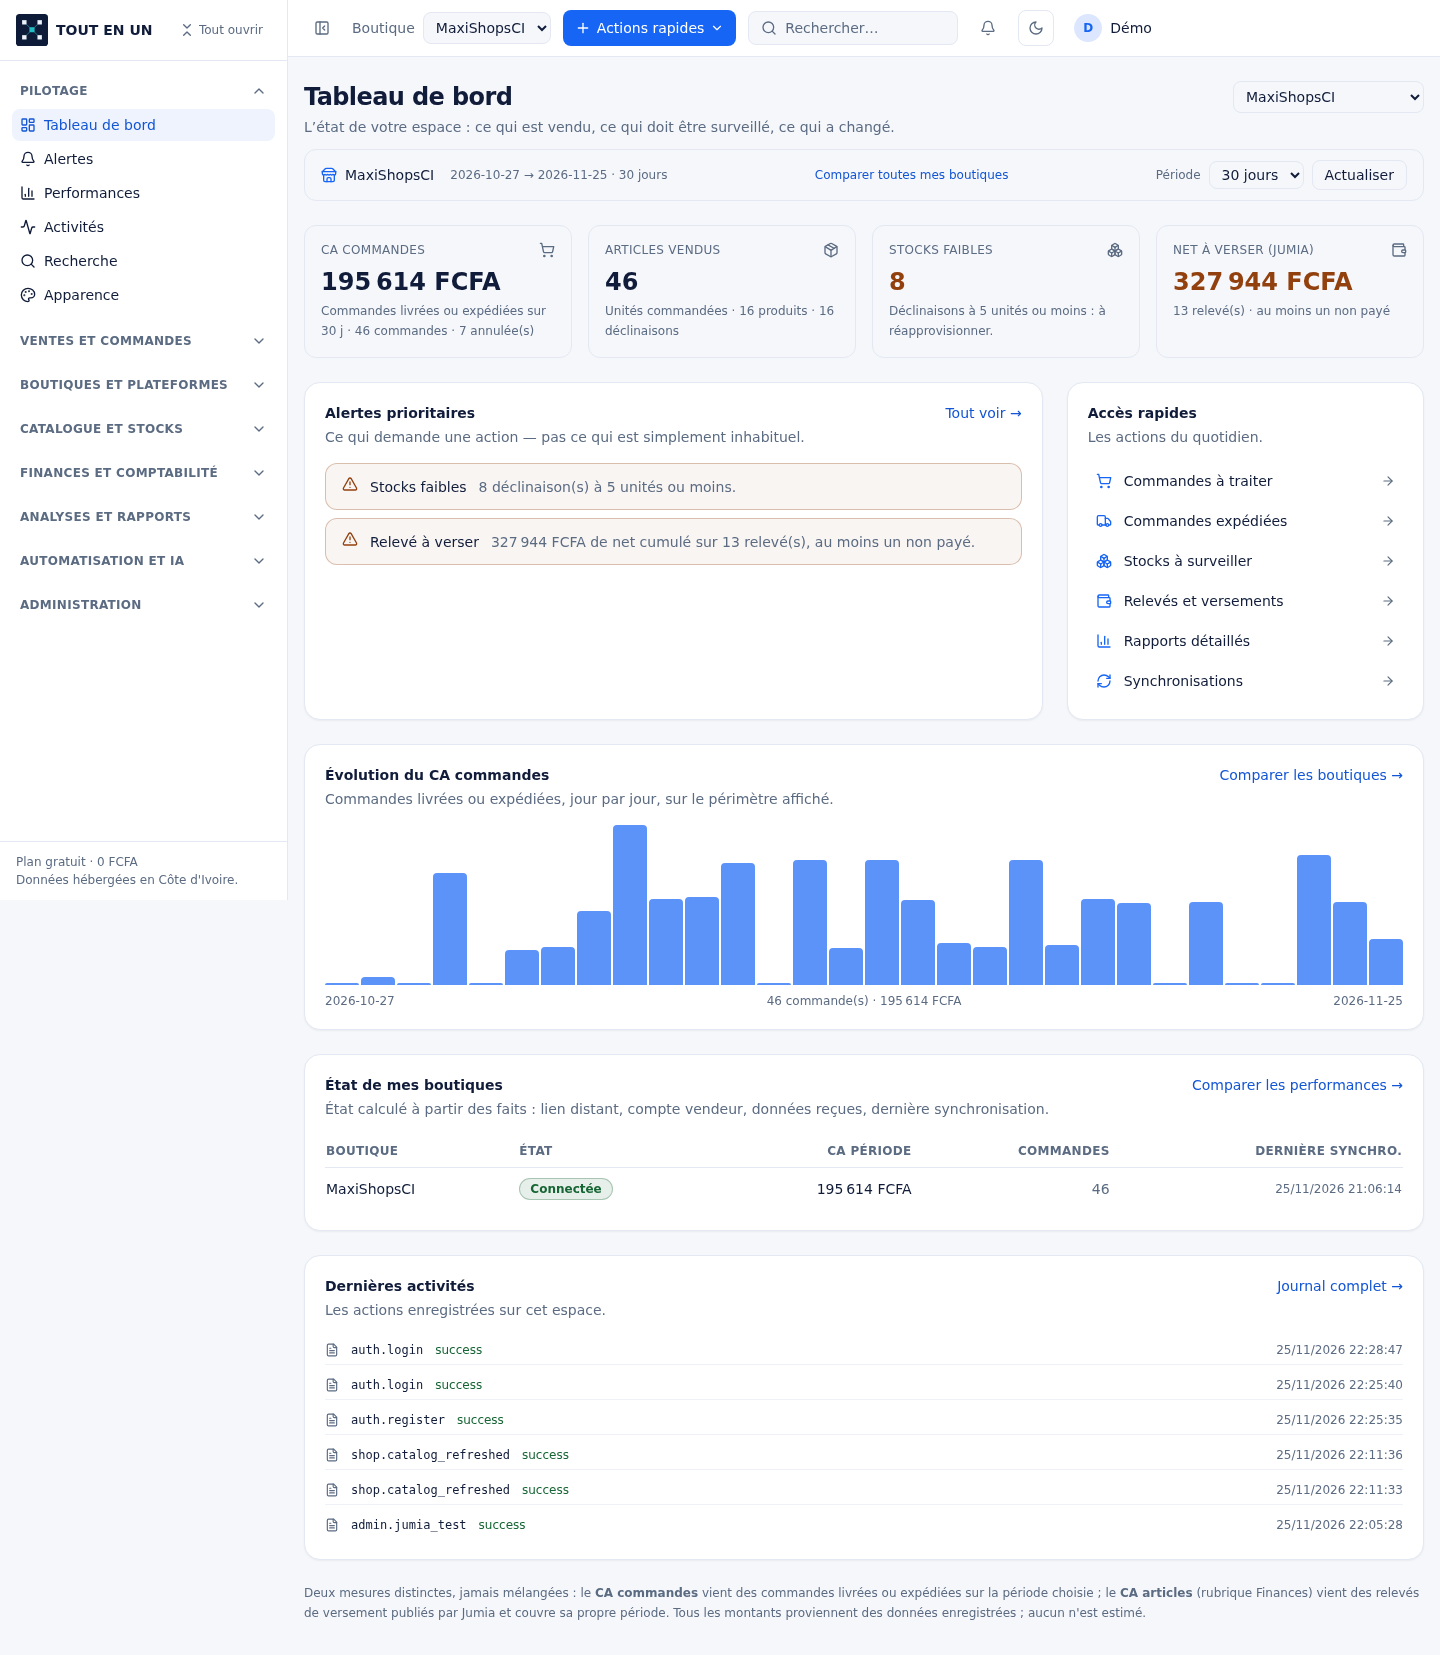 TOUT EN UN
Tout ouvrir
PILOTAGE
Tableau de bord
Alertes
Performances
Activités
Recherche
Apparence
VENTES ET COMMANDES
BOUTIQUES ET PLATEFORMES
CATALOGUE ET STOCKS
FINANCES ET COMPTABILITÉ
ANALYSES ET RAPPORTS
AUTOMATISATION ET IA
ADMINISTRATION
Plan gratuit · 0 FCFA
Données hébergées en Côte d'Ivoire.
Boutique MaxiShopsCI Actions rapides Rechercher… D Démo
Tableau de bord MaxiShopsCI
L’état de votre espace : ce qui est vendu, ce qui doit être surveillé, ce qui a changé.
MaxiShopsCI 2026-10-27 → 2026-11-25 · 30 jours Comparer toutes mes boutiques Période 30 jours Actualiser
CA COMMANDES
195 614 FCFA
Commandes livrées ou expédiées sur
30 j · 46 commandes · 7 annulée(s)
ARTICLES VENDUS
46
Unités commandées · 16 produits · 16
déclinaisons
STOCKS FAIBLES
8
Déclinaisons à 5 unités ou moins : à
réapprovisionner.
NET À VERSER (JUMIA)
327 944 FCFA
13 relevé(s) · au moins un non payé
Alertes prioritaires Tout voir →
Ce qui demande une action — pas ce qui est simplement inhabituel.
Stocks faibles 8 déclinaison(s) à 5 unités ou moins.
Relevé à verser 327 944 FCFA de net cumulé sur 13 relevé(s), au moins un non payé.
Accès rapides
Les actions du quotidien.
Commandes à traiter →
Commandes expédiées →
Stocks à surveiller →
Relevés et versements →
Rapports détaillés →
Synchronisations →
Évolution du CA commandes Comparer les boutiques →
Commandes livrées ou expédiées, jour par jour, sur le périmètre affiché.
2026-10-27 46 commande(s) · 195 614 FCFA 2026-11-25
État de mes boutiques Comparer les performances →
État calculé à partir des faits : lien distant, compte vendeur, données reçues, dernière synchronisation.
BOUTIQUE ÉTAT CA PÉRIODE COMMANDES DERNIÈRE SYNCHRO.
MaxiShopsCI Connectée 195 614 FCFA 46 25/11/2026 21:06:14
Dernières activités Journal complet →
Les actions enregistrées sur cet espace.
auth.login success 25/11/2026 22:28:47
auth.login success 25/11/2026 22:25:40
auth.register success 25/11/2026 22:25:35
shop.catalog_refreshed success 25/11/2026 22:11:36
shop.catalog_refreshed success 25/11/2026 22:11:33
admin.jumia_test success 25/11/2026 22:05:28
Deux mesures distinctes, jamais mélangées : le CA commandes vient des commandes livrées ou expédiées sur la période choisie ; le CA articles (rubrique Finances) vient des relevés
de versement publiés par Jumia et couvre sa propre période. Tous les montants proviennent des données enregistrées ; aucun n'est estimé.